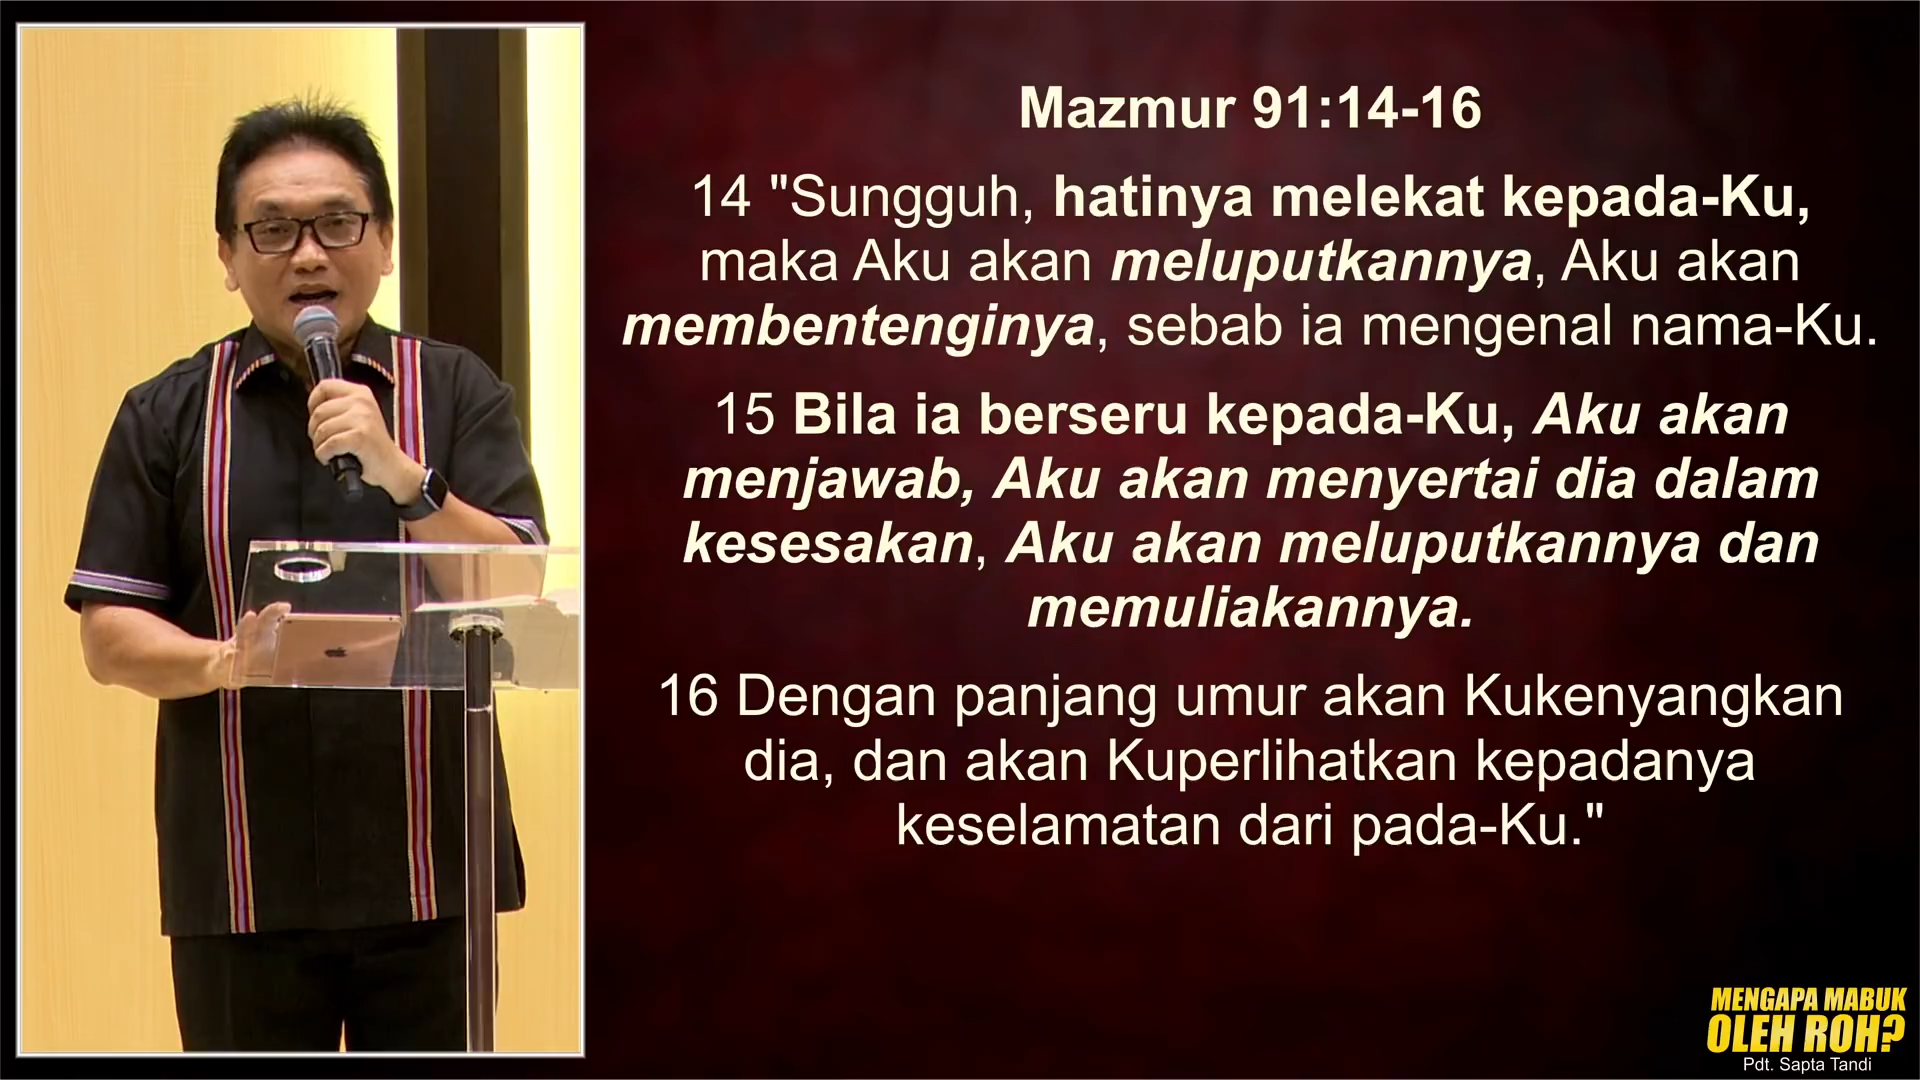 Mazmur 91:14-16
14 "Sungguh, hatinya melekat kepada-Ku,
maka Aku akan meluputkannya, Aku akan
membentenginya, sebab ia mengenal nama-Ku.
15 Bila ia berseru kepada-Ku, Aku akan
menjawab, Aku akan menyertai dia dalam
kesesakan, Aku akan meluputkannya dan
memuliakannya.
16 Dengan panjang umur akan Kukenyangkan
dia, dan akan Kuperlihatkan kepadanya
keselamatan dari pada-Ku."
MENGAPA MABUK
OLEH ROH?
Pdt. Sapta Tandi